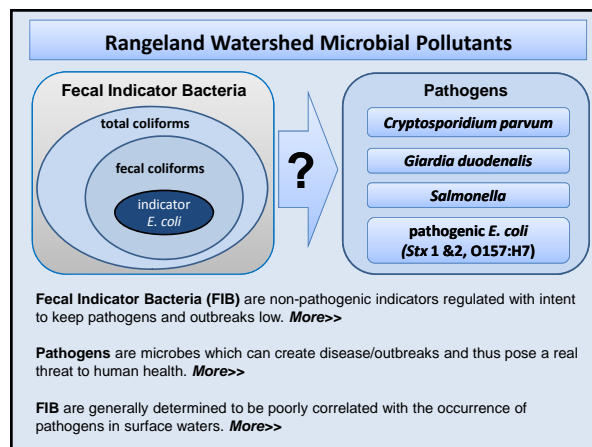 Rangeland Watershed Microbial Pollutants
Fecal Indicator Bacteria
total coliforms
fecal coliforms
indicator
E. coli
?
Pathogens
Cryptosporidium parvum
Giardia duodenalis
Salmonella
pathogenic E. coli
(Stx 1 &2, O157:H7)
Fecal Indicator Bacteria (FIB) are non-pathogenic indicators regulated with intent
to keep pathogens and outbreaks low. More>>
Pathogens are microbes which can create disease/outbreaks and thus pose a real
threat to human health. More>>
FIB are generally determined to be poorly correlated with the occurrence of
pathogens in surface waters. More>>